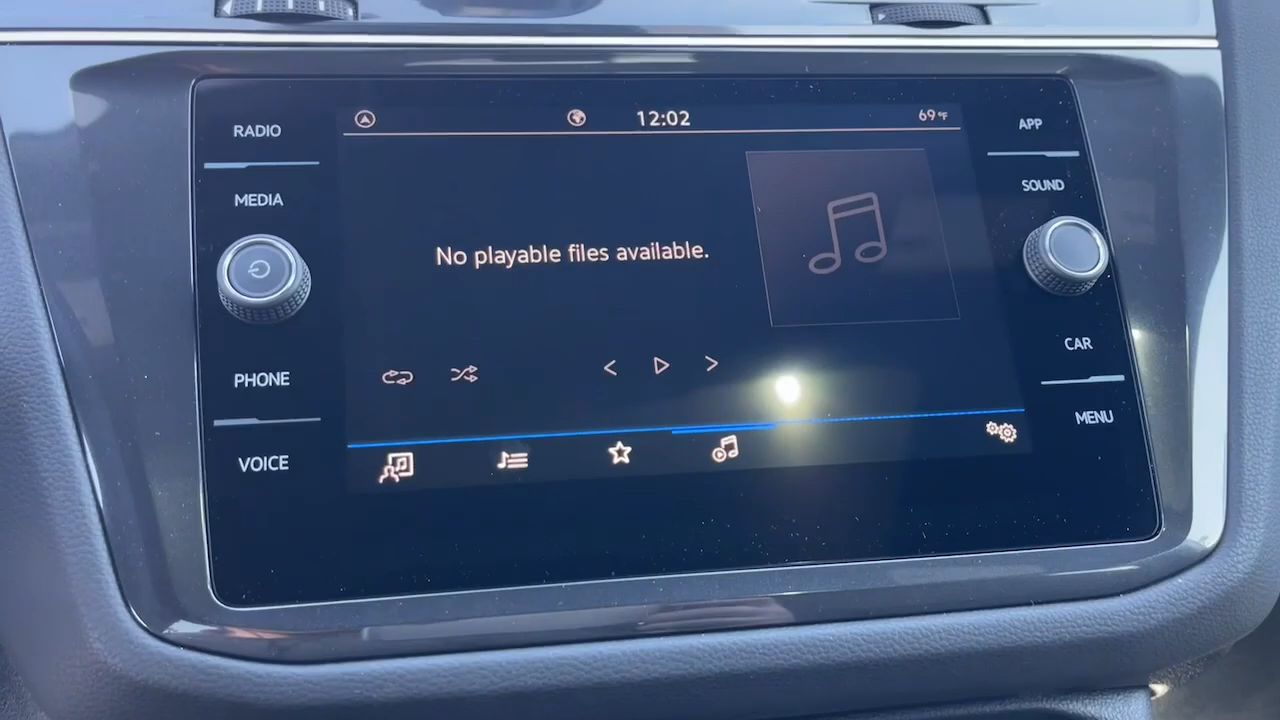 RADIO
MEDIA
PHONE
VOICE
12:02
69°F
No playable files available.
APP
SOUND
CAR
MENU